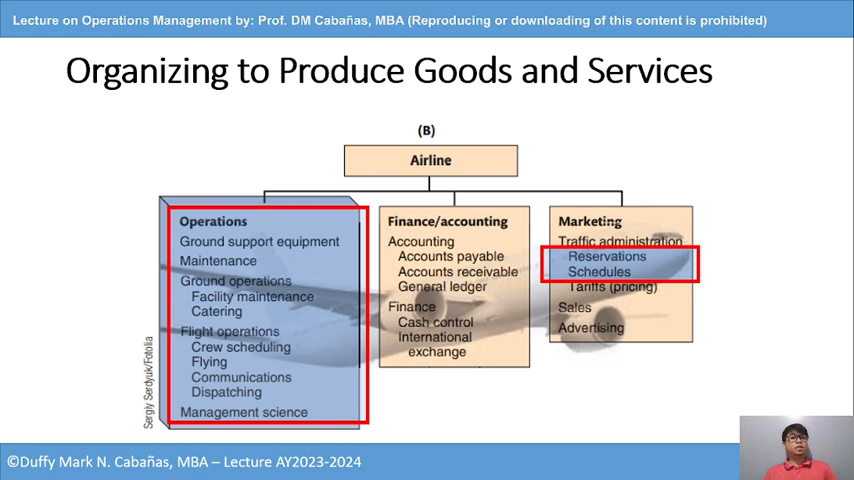 Lecture on Operations Management by: Prof. DM Cabañas, MBA (Reproducing or downloading of this content is prohibited)
Organizing to Produce Goods and Services
(B)
Airline
Operations
Ground support equipment
Maintenance
Ground operations
Facility maintenance
Catering
Flight operations
Crew scheduling
Flying
Communications
Dispatching
Management science
Finance/accounting
Accounting
Accounts payable
Accounts receivable
General ledger
Finance
Cash control
International
exchange
Marketing
Traffic administration
Reservations
Schedules
Tariffs (pricing)
Sales
Advertising
Sergiy Serdyuk/Fotolia
©Duffy Mark N. Cabañas, MBA – Lecture AY2023-2024